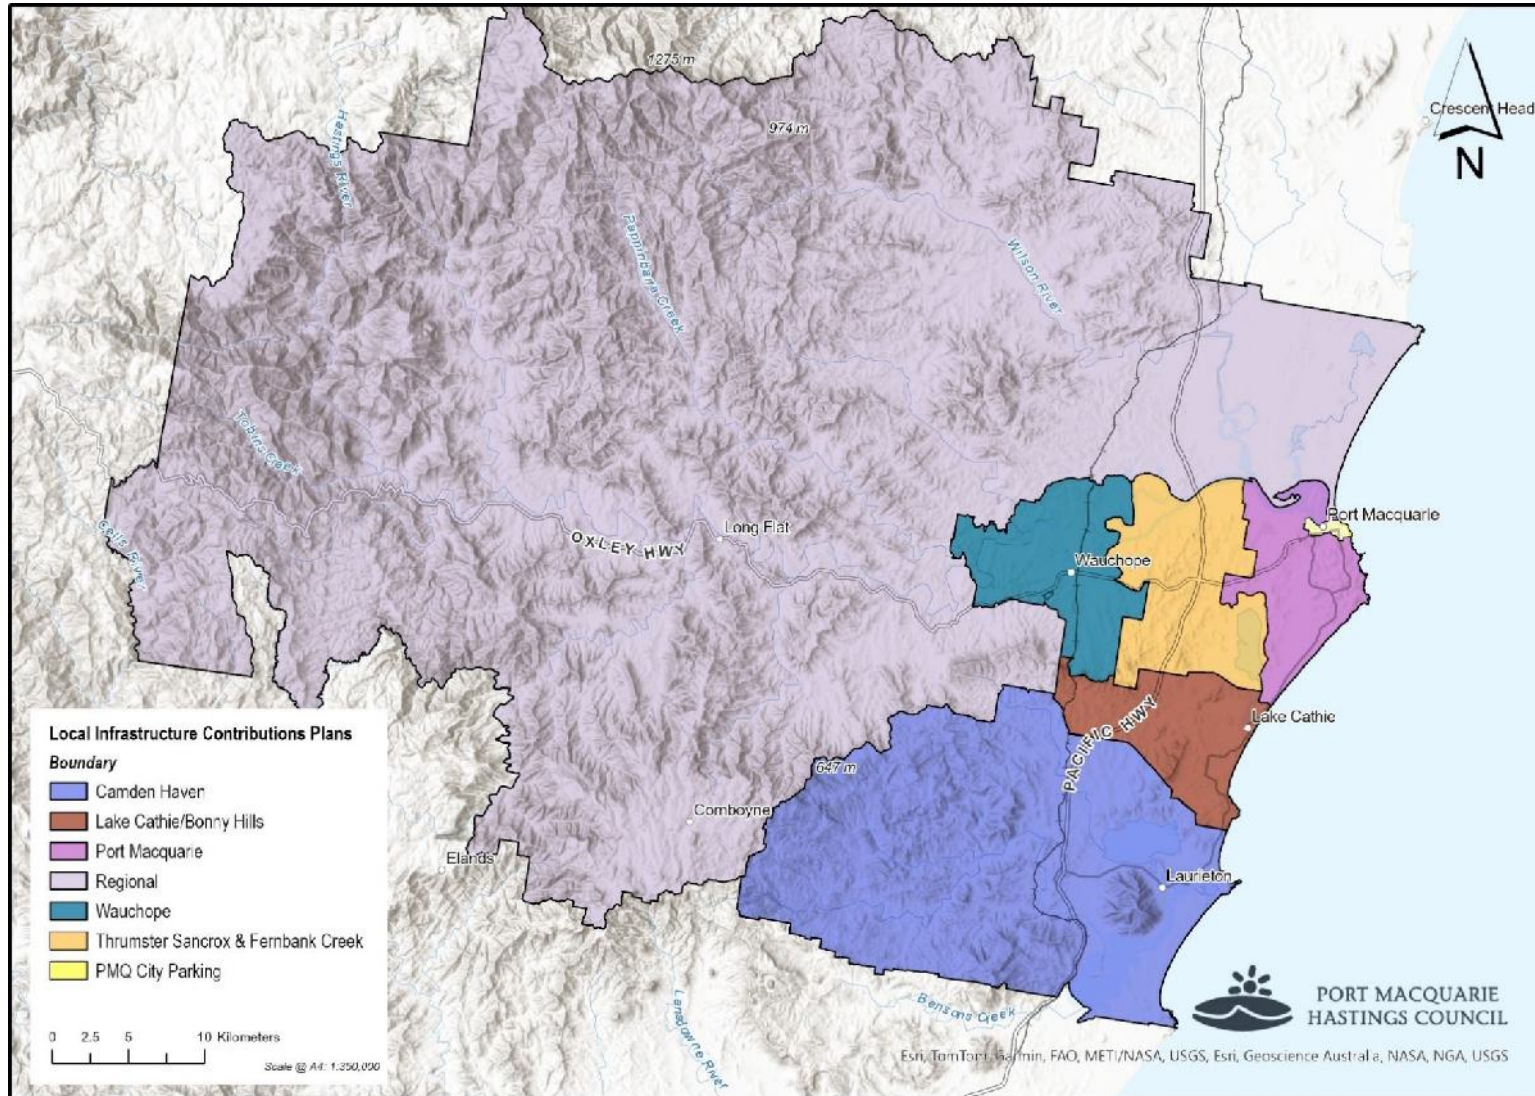 1275 m
974 m
Crescent Head
N
Hastings River
Pappinbarra Creek
Wilson River
Tobins Creek
Cells River
OXLEY HWY
Long Flat
Port Macquarie
Wauchope
Lake Cathie
PACIFIC HWY
647 m
Comboyne
Elands
Laurieton
Bensons Creek
Lansdowne River
Local Infrastructure Contributions Plans
Boundary
Camden Haven
Lake Cathie/Bonny Hills
Port Macquarie
Regional
Wauchope
Thrumster Sancrox & Fernbank Creek
PMQ City Parking
0 2.5 5 10 Kilometers
Scale @ A4: 1:350,000
PORT MACQUARIE
HASTINGS COUNCIL
Esri, TomTom, Garmin, FAO, METI/NASA, USGS, Esri, Geoscience Australia, NASA, NGA, USGS